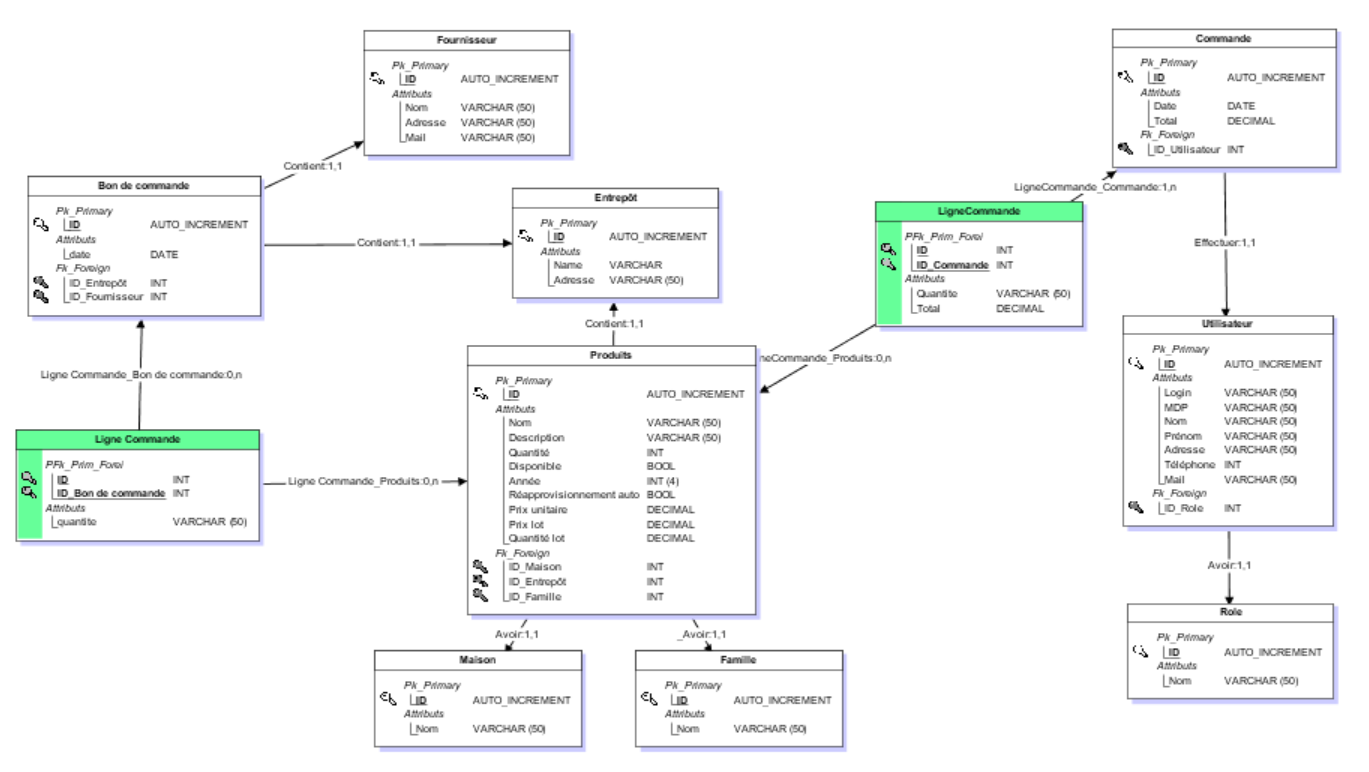 Fournisseur
Pk_Primary
ID AUTO_INCREMENT
Attributs
Nom VARCHAR (50)
Adresse VARCHAR (50)
Mail VARCHAR (50)
Commande
Pk_Primary
ID AUTO_INCREMENT
Attributs
Date DATE
Total DECIMAL
Fk_Foreign
ID_Utilisateur INT
Contient:1,1
Bon de commande
Pk_Primary
ID AUTO_INCREMENT
Attributs
date DATE
Fk_Foreign
ID_Entrepôt INT
ID_Fournisseur INT
Contient:1,1
Entrepôt
Pk_Primary
ID AUTO_INCREMENT
Attributs
Name VARCHAR
Adresse VARCHAR (50)
LigneCommande_Commande:1,n
LigneCommande
PFk_Prim_Forei
ID INT
ID_Commande INT
Attributs
Quantite VARCHAR (50)
Total DECIMAL
Effectuer:1,1
Contient:1,1
neCommande_Produits:0,n
Ligne Commande_Bon de commande:0,n
Produits
Pk_Primary
ID AUTO_INCREMENT
Attributs
Nom VARCHAR (50)
Description VARCHAR (50)
Quantité INT
Disponible BOOL
Année INT (4)
Réapprovisionnement auto BOOL
Prix unitaire DECIMAL
Prix lot DECIMAL
Quantité lot DECIMAL
Fk_Foreign
ID_Maison INT
ID_Entrepôt INT
ID_Famille INT
Utilisateur
Pk_Primary
ID AUTO_INCREMENT
Attributs
Login VARCHAR (50)
MDP VARCHAR (50)
Nom VARCHAR (50)
Prénom VARCHAR (50)
Adresse VARCHAR (50)
Téléphone INT
Mail VARCHAR (50)
Fk_Foreign
ID_Role INT
Ligne Commande
PFk_Prim_Forei
ID INT
ID_Bon de commande INT
Attributs
quantite VARCHAR (50)
Ligne Commande_Produits:0,n
Avoir:1,1
Avoir:1,1
_Avoir:1,1
Maison
Pk_Primary
ID AUTO_INCREMENT
Attributs
Nom VARCHAR (50)
Famille
Pk_Primary
ID AUTO_INCREMENT
Attributs
Nom VARCHAR (50)
Role
Pk_Primary
ID AUTO_INCREMENT
Attributs
Nom VARCHAR (50)